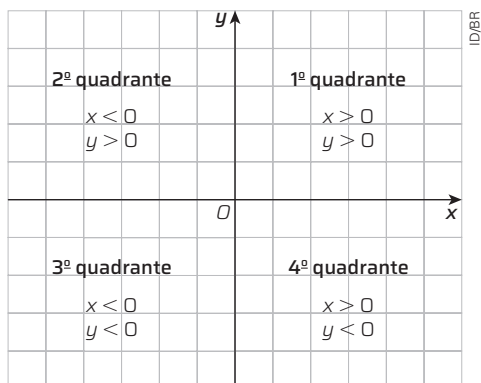 y
ID/BR
2º quadrante
x < 0
y > 0
1º quadrante
x > 0
y > 0
O
x
3º quadrante
x < 0
y < 0
4º quadrante
x > 0
y < 0